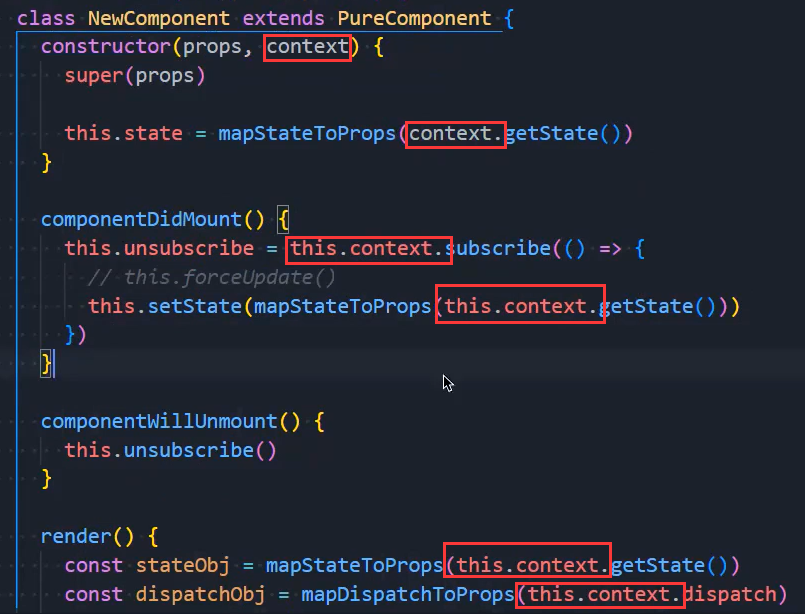 class NewComponent extends PureComponent {
constructor(props, context) {
super(props)
this.state = mapStateToProps(context.getState())
}
componentDidMount() {
this.unsubscribe = this.context.subscribe(() => {
// this.forceUpdate()
this.setState(mapStateToProps(this.context.getState()))
})
}
componentWillUnmount() {
this.unsubscribe()
}
render() {
const stateObj = mapStateToProps(this.context.getState())
const dispatchObj = mapDispatchToProps(this.context.dispatch)